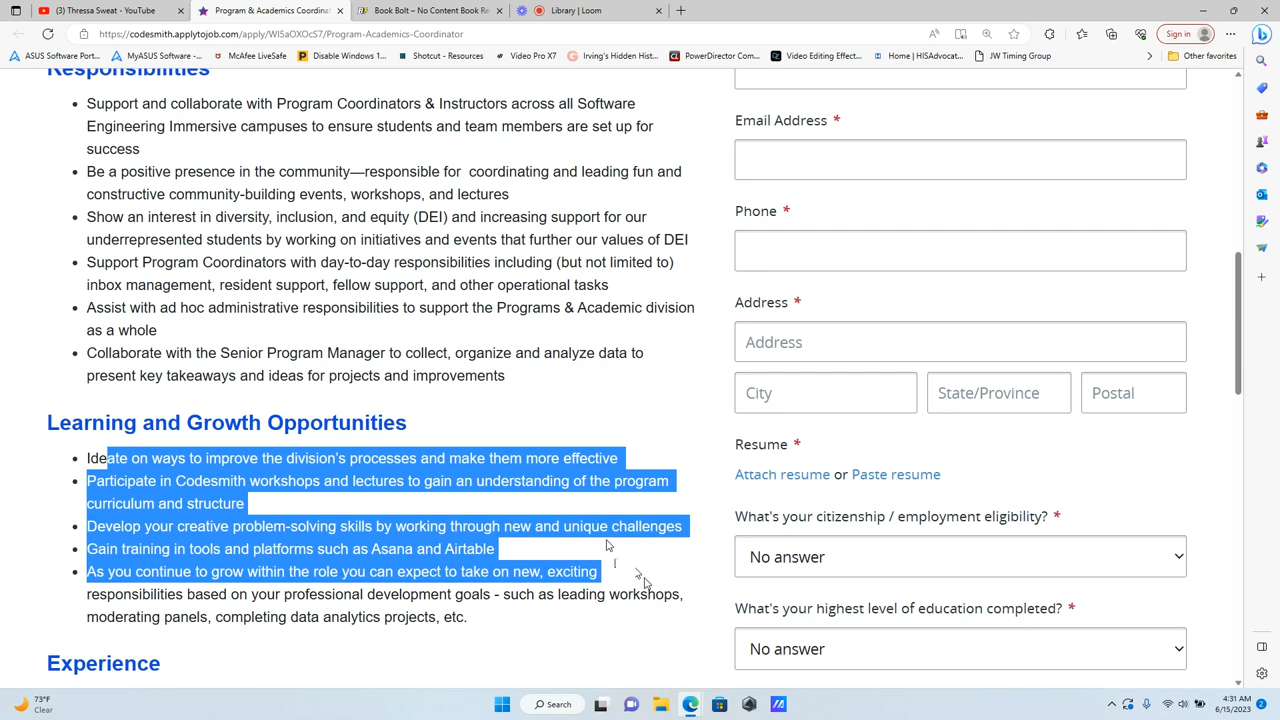 (3) Thressa Sweat - YouTube
Program & Academics Coordinat
Book Bolt – No Content Book Re
Library | Loom
https://codesmith.applytojob.com/apply/WI5aOXOcS7/Program-Academics-Coordinator
Sign in
ASUS Software Port...
MyASUS Software -...
McAfee LiveSafe
Disable Windows 1...
Shotcut - Resources
Video Pro X7
Irving's Hidden Hist...
PowerDirector Com...
Video Editing Effect...
Home | HISAdvocat...
JW Timing Group
Other favorites
Responsibilities
• Support and collaborate with Program Coordinators & Instructors across all Software
Engineering Immersive campuses to ensure students and team members are set up for
success
• Be a positive presence in the community—responsible for coordinating and leading fun and
constructive community-building events, workshops, and lectures
• Show an interest in diversity, inclusion, and equity (DEI) and increasing support for our
underrepresented students by working on initiatives and events that further our values of DEI
• Support Program Coordinators with day-to-day responsibilities including (but not limited to)
inbox management, resident support, fellow support, and other operational tasks
• Assist with ad hoc administrative responsibilities to support the Programs & Academic division
as a whole
• Collaborate with the Senior Program Manager to collect, organize and analyze data to
present key takeaways and ideas for projects and improvements
Learning and Growth Opportunities
• Ideate on ways to improve the division's processes and make them more effective
• Participate in Codesmith workshops and lectures to gain an understanding of the program
curriculum and structure
• Develop your creative problem-solving skills by working through new and unique challenges
• Gain training in tools and platforms such as Asana and Airtable
• As you continue to grow within the role you can expect to take on new, exciting
responsibilities based on your professional development goals - such as leading workshops,
moderating panels, completing data analytics projects, etc.
Experience
Email Address *
Phone *
Address *
Address
City
State/Province
Postal
Resume *
Attach resume or Paste resume
What's your citizenship / employment eligibility? *
No answer
What's your highest level of education completed? *
No answer
73°F
Clear
Search
4:31 AM
6/15/2023
2